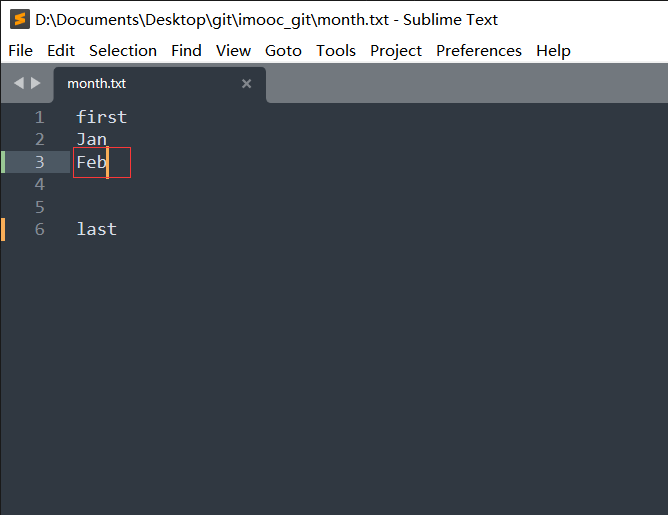 D:\Documents\Desktop\git\imooc_git\month.txt - Sublime Text
File Edit Selection Find View Goto Tools Project Preferences Help
month.txt
1 first
2 Jan
3 Feb
4
5
6 last